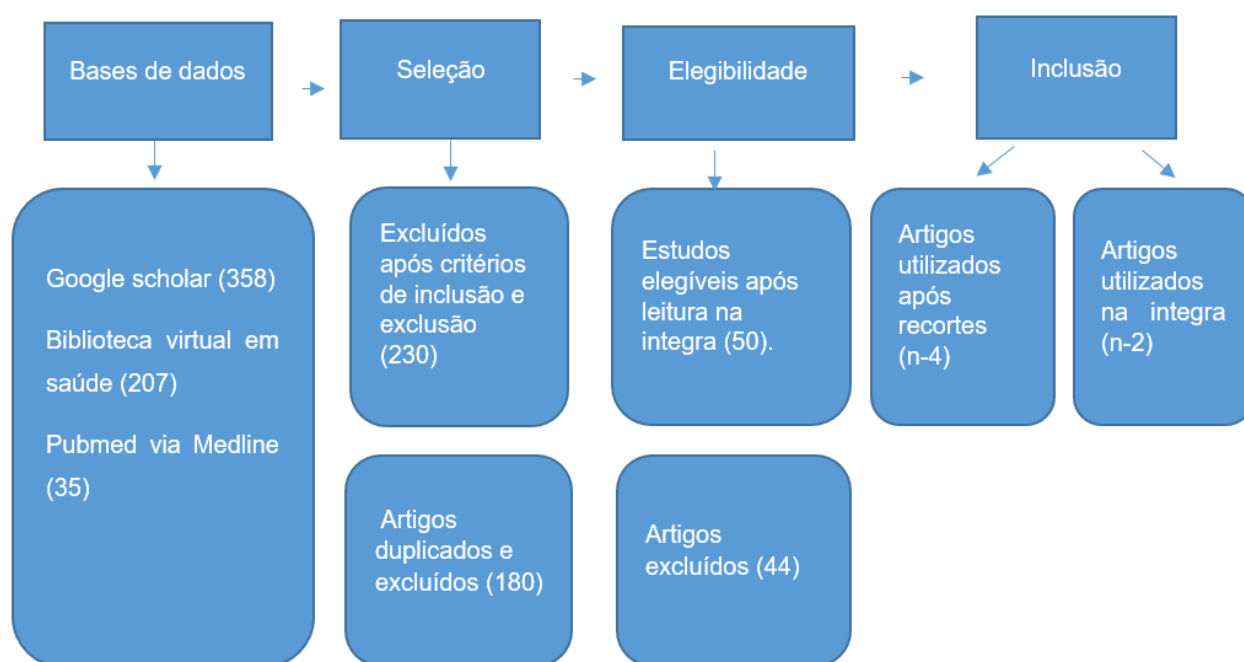 Bases de dados
Seleção
Elegibilidade
Inclusão
Google scholar (358)
Biblioteca virtual em
saúde (207)
Pubmed via Medline
(35)
Excluídos
após critérios
de inclusão e
exclusão
(230)
Artigos
duplicados e
excluídos (180)
Estudos
elegíveis após
leitura na
integra (50).
Artigos
excluídos (44)
Artigos
utilizados
após
recortes
(n-4)
Artigos
utilizados
na integra
(n-2)